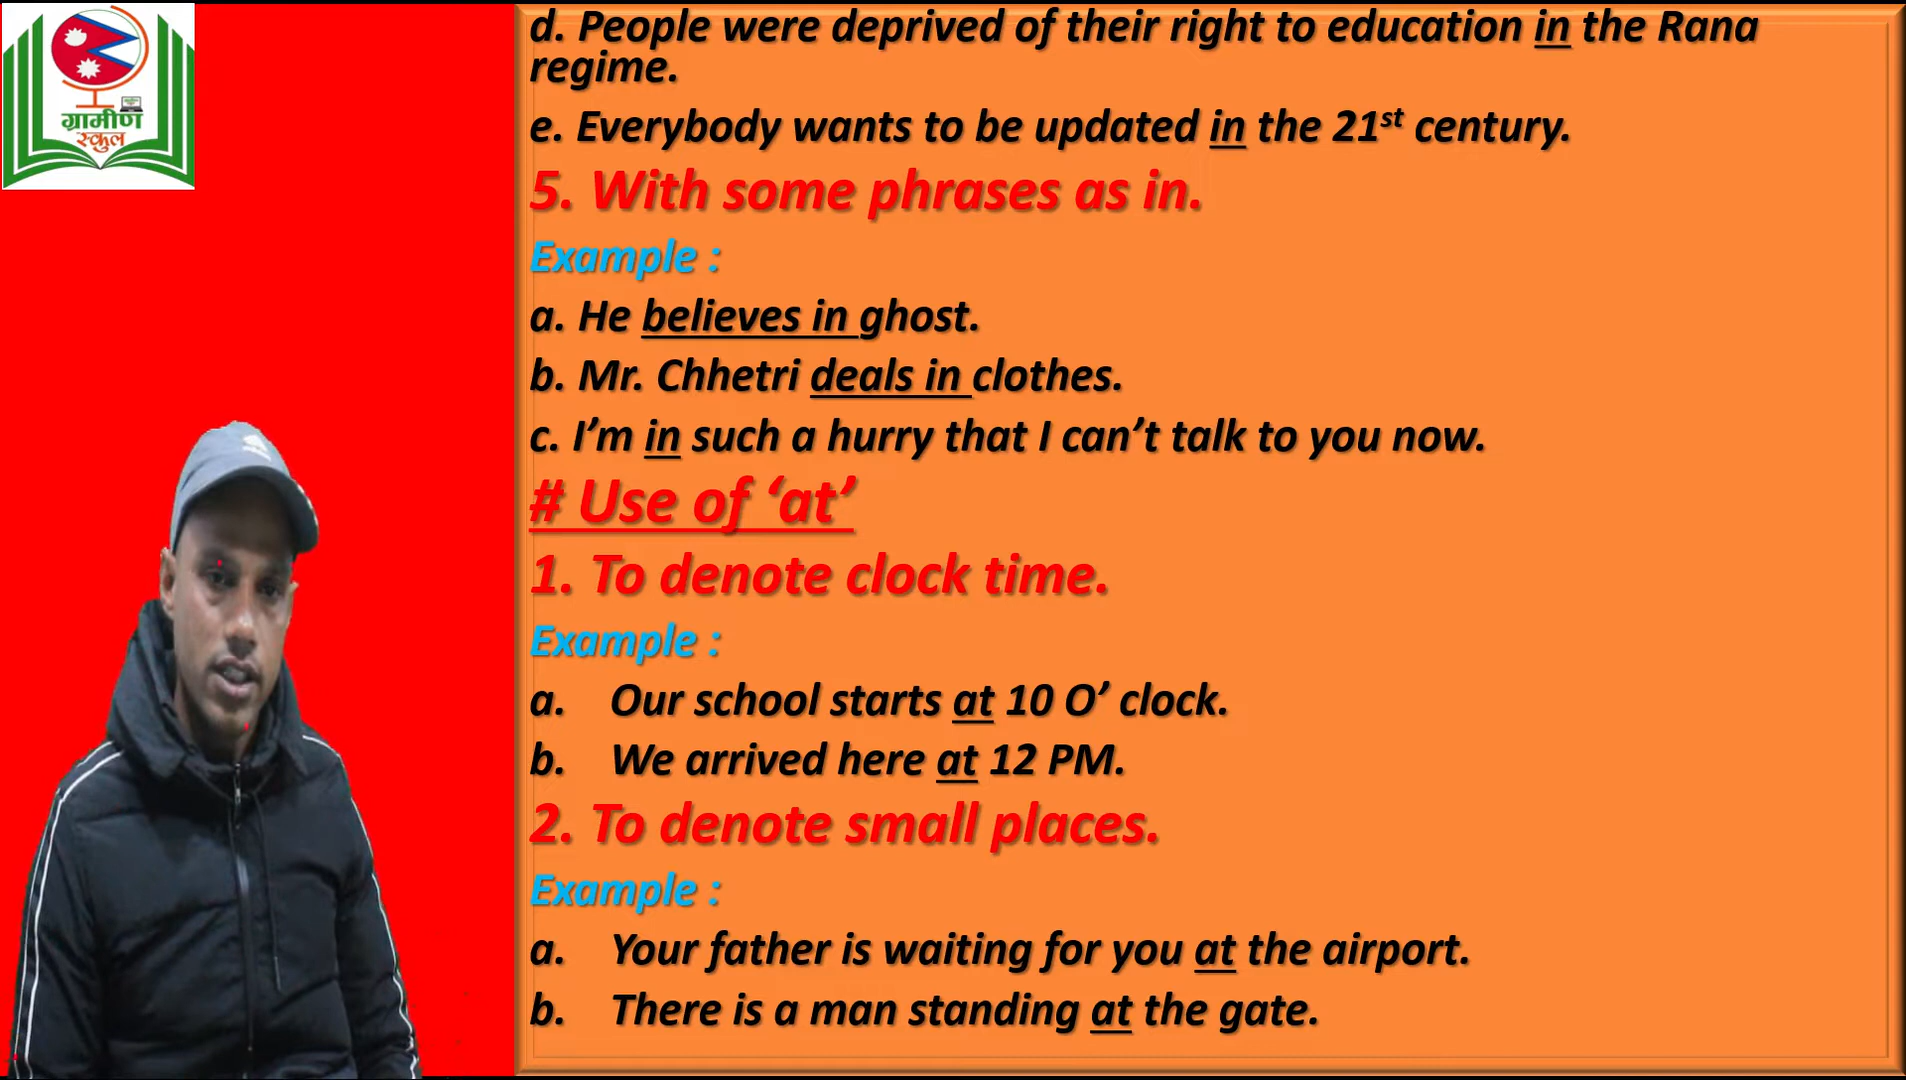 ग्रामीण
स्कुल
d. People were deprived of their right to education in the Rana
regime.
e. Everybody wants to be updated in the 21st century.
5. With some phrases as in.
Example :
a. He believes in ghost.
b. Mr. Chhetri deals in clothes.
c. I’m in such a hurry that I can’t talk to you now.
# Use of ‘at’
1. To denote clock time.
Example :
a. Our school starts at 10 O’ clock.
b. We arrived here at 12 PM.
2. To denote small places.
Example :
a. Your father is waiting for you at the airport.
b. There is a man standing at the gate.